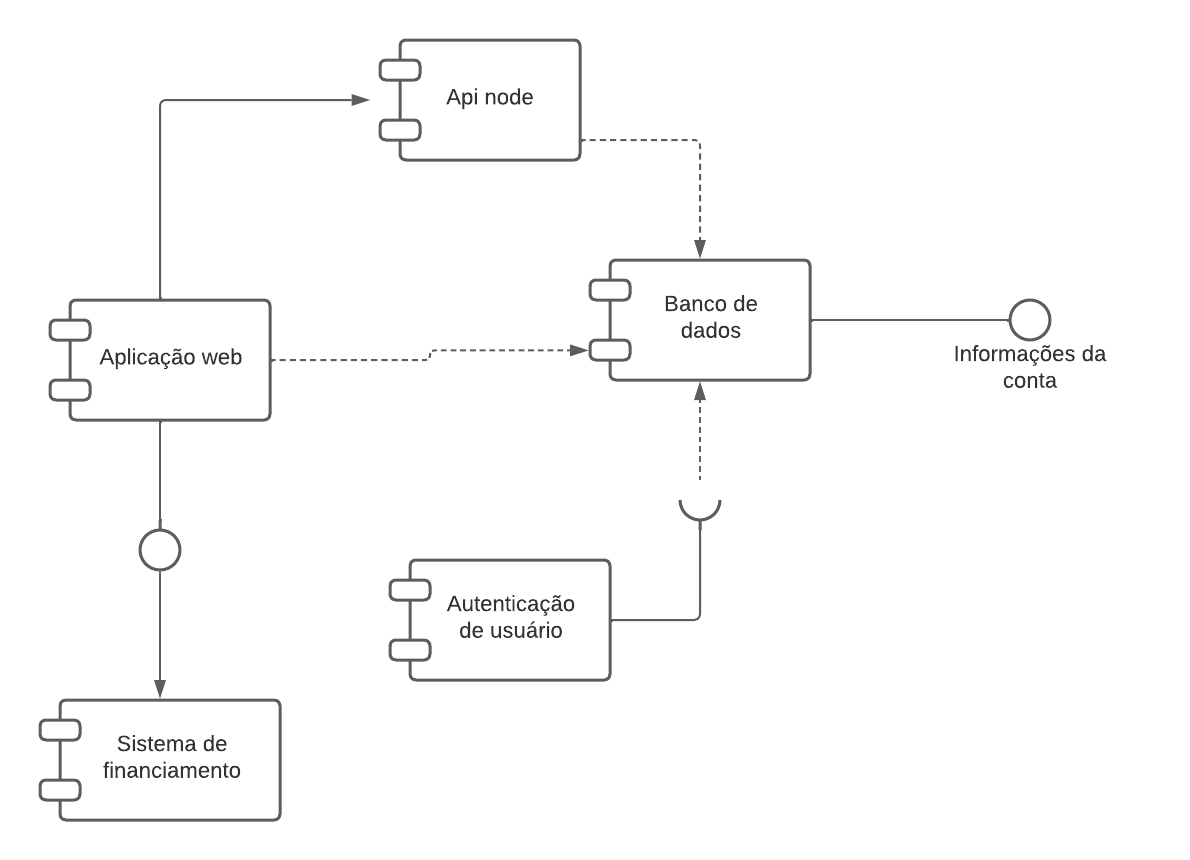 Api node
Banco de
dados
Aplicação web
Informações da
conta
Autenticação
de usuário
Sistema de
financiamento